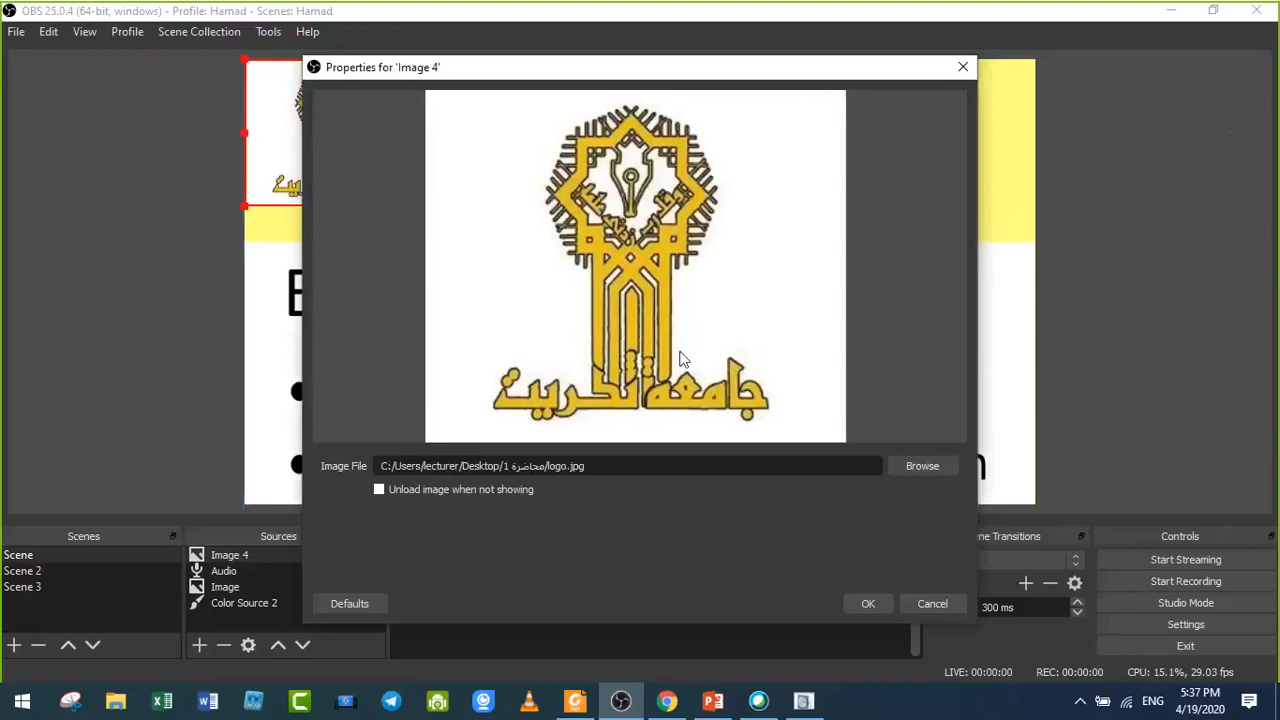 OBS 25.0.4 (64-bit, windows) - Profile: Hamad - Scenes: Hamad
File Edit View Profile Scene Collection Tools Help
Properties for 'Image 4'
جامعة تكريت
Image File C:/Users/lecturer/Desktop/1 محاضرة/logo.jpg Browse
Unload image when not showing
Defaults OK Cancel
Scenes
Scene
Scene 2
Scene 3
Sources
Image 4
Audio
Image
Color Source 2
ne Transitions
300 ms
Controls
Start Streaming
Start Recording
Studio Mode
Settings
Exit
LIVE: 00:00:00 REC: 00:00:00 CPU: 15.1%, 29.03 fps
ENG
5:37 PM
4/19/2020